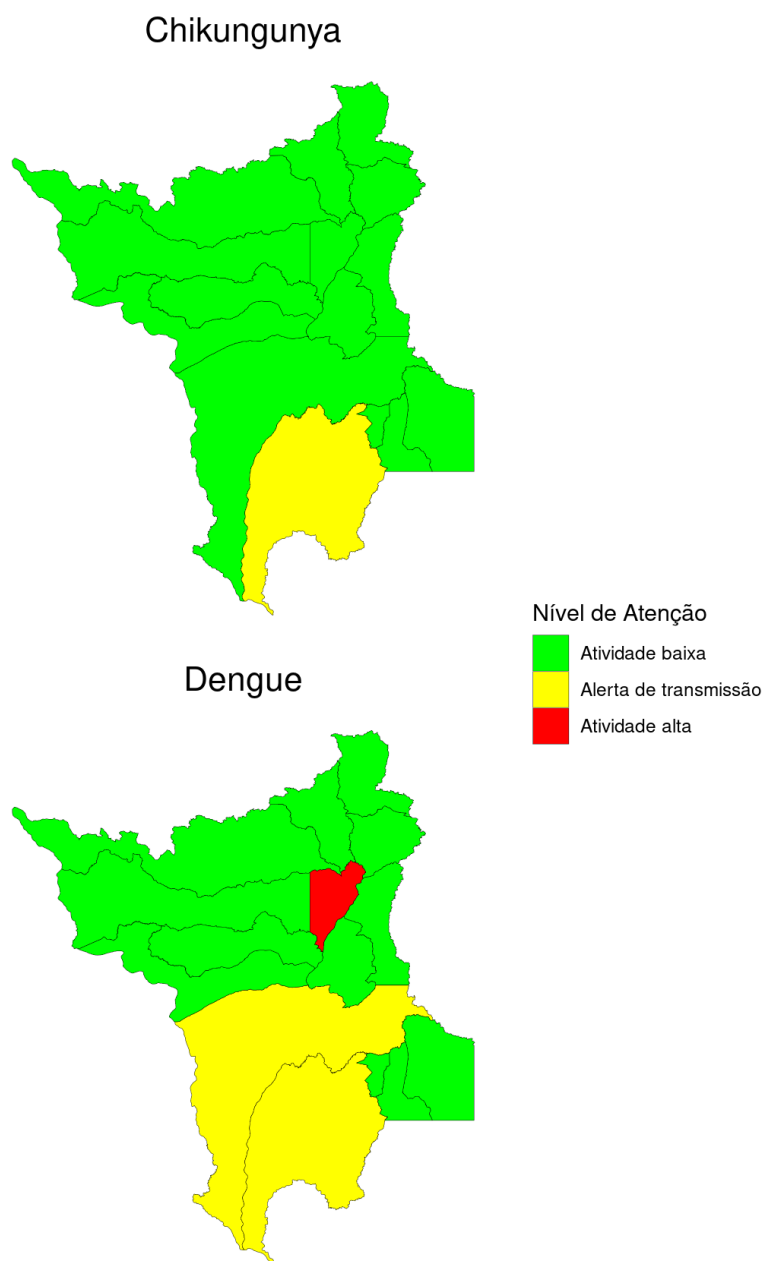 Chikungunya
Nível de Atenção
Atividade baixa
Alerta de transmissão
Atividade alta
Dengue